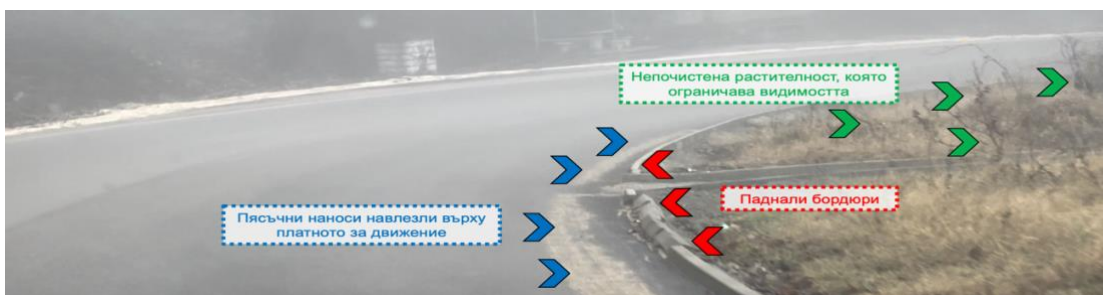 Непочистена растителност, която
ограничава видимостта
Паднали бордюри
Пясъчни наноси навлезли върху
платното за движение